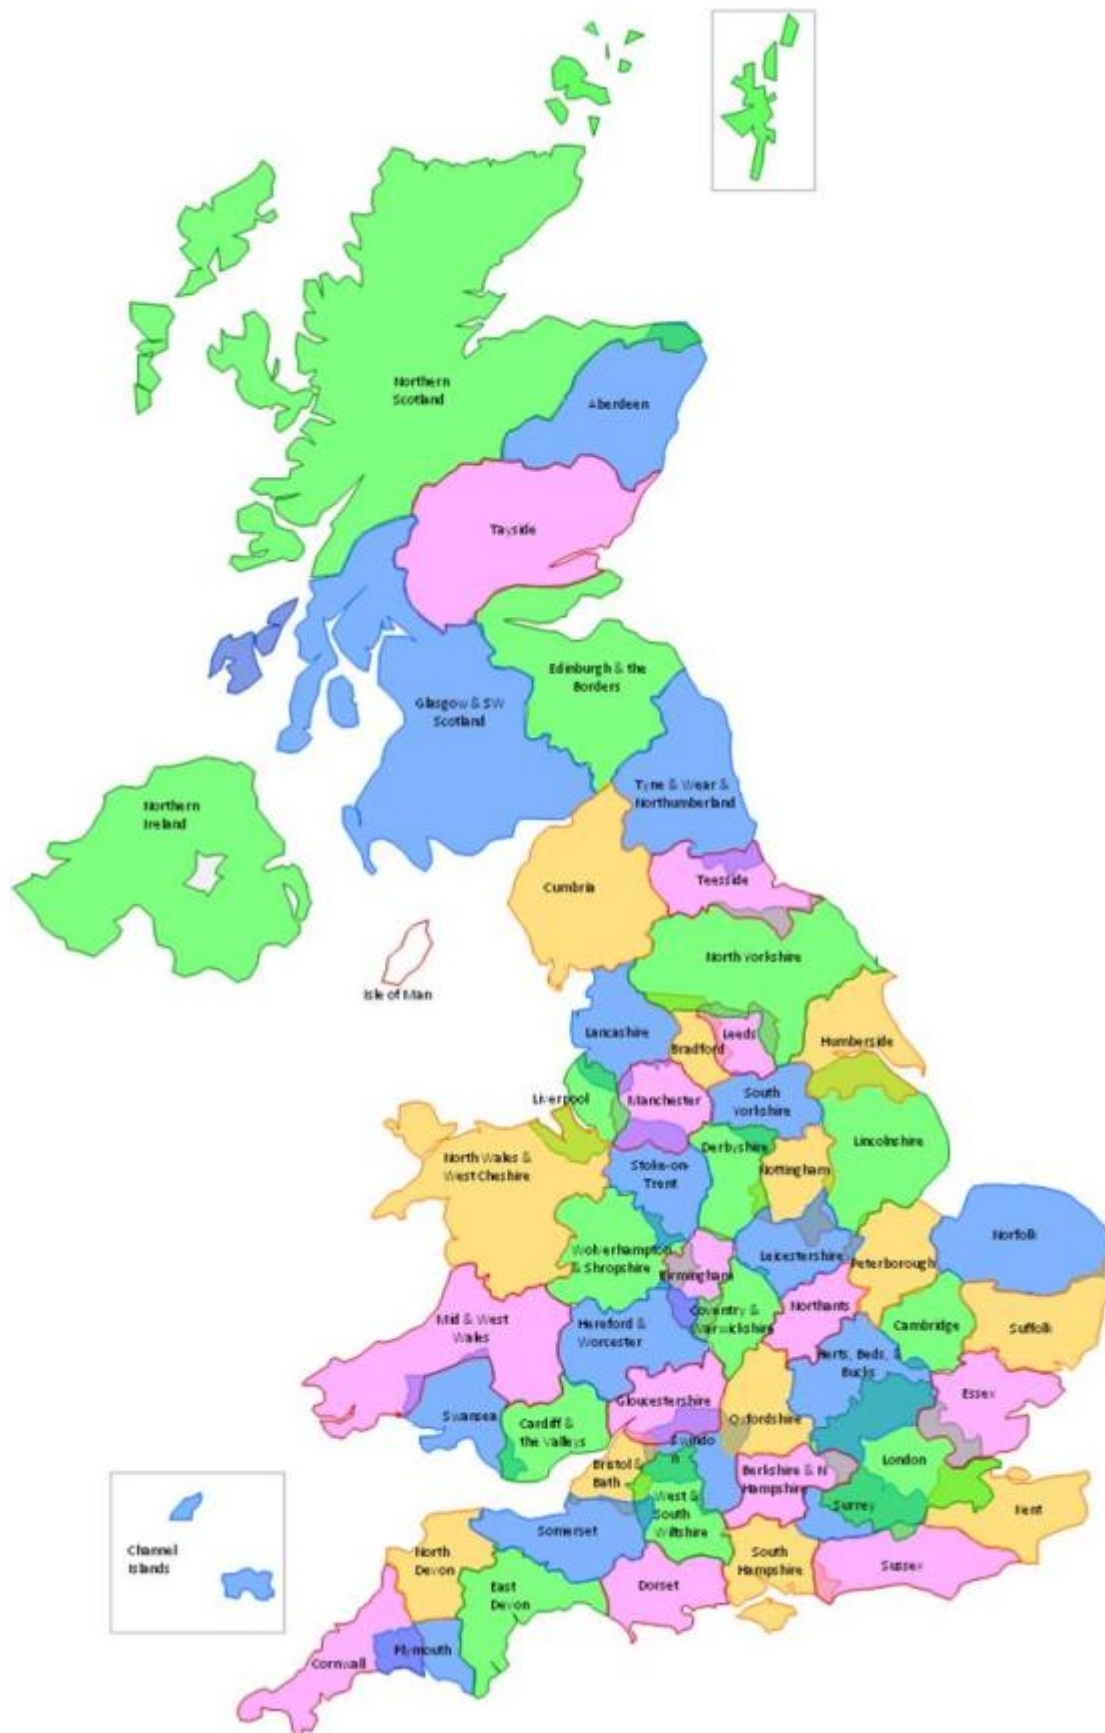 Northern
Scotland
Aberdeen
Tayside
Edinburgh & the
Borders
Glasgow & SW
Scotland
Tyne & Wear &
Northumberland
Northern
Ireland
Cumbria
Teesside
Isle of Man
North Yorkshire
Lancashire
Bradford
Leeds
Humberside
Liverpool
Manchester
South
Yorkshire
Lincolnshire
Derbyshire
Nottingham
North Wales &
West Cheshire
Stoke-on-
Trent
Norfolk
Wolverhampton
& Shropshire
Birmingham
Leicestershire
Peterborough
Mid & West
Wales
Hereford &
Worcester
Coventry &
Warwickshire
Northants
Cambridge
Suffolk
Herts, Beds, &
Bucks
Essex
Gloucestershire
Oxfordshire
Swansea
Cardiff &
the Valleys
Swindo
n
Bristol &
Bath
Berkshire & N
Hampshire
London
West &
South
Wiltshire
Surrey
Kent
Channel
Islands
Somerset
North
Devon
East
Devon
Dorset
South
Hampshire
Sussex
Plymouth
Cornwall